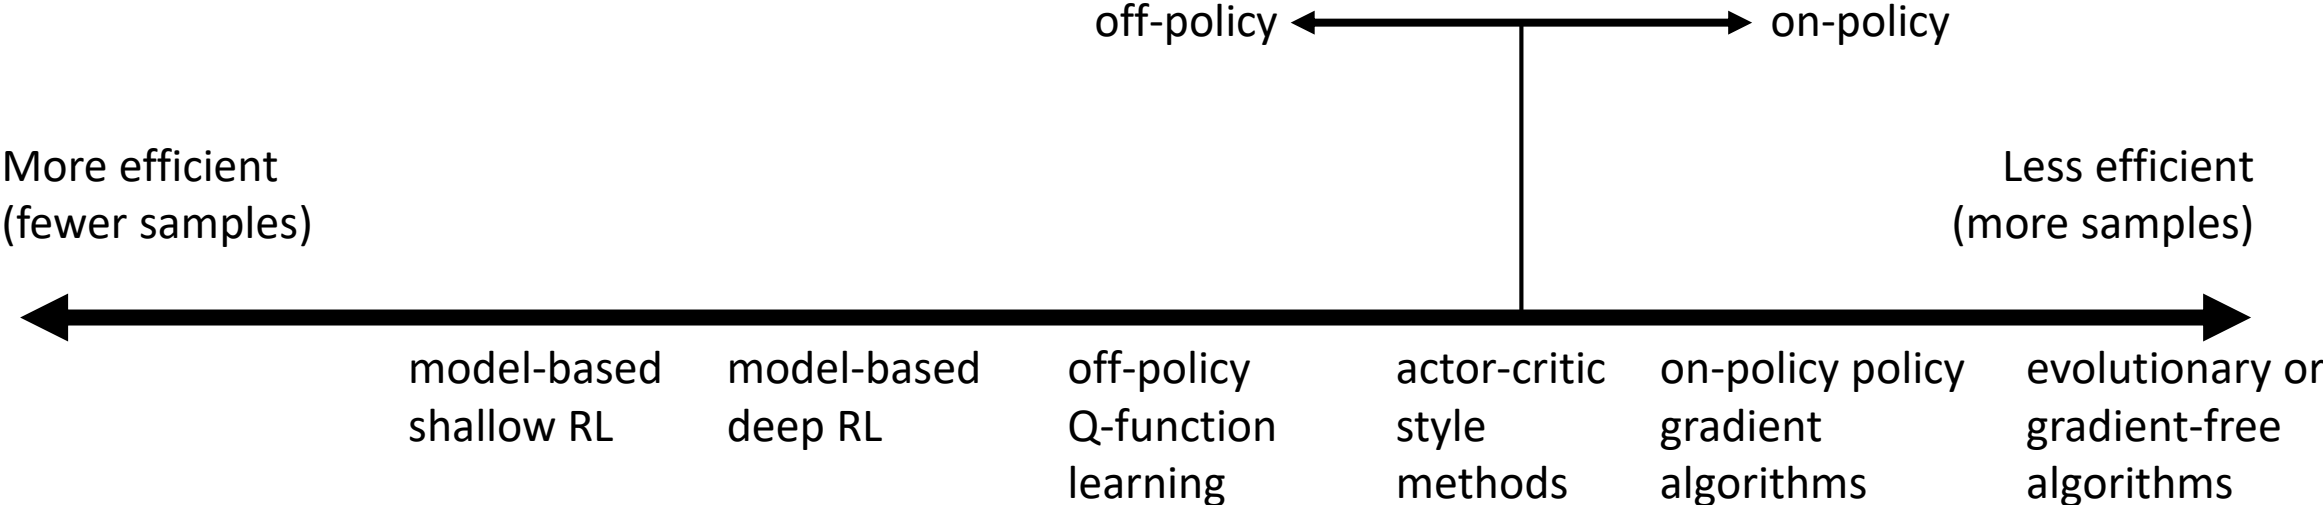 off-policy
on-policy
More efficient
(fewer samples)
Less efficient
(more samples)
model-based
shallow RL
model-based
deep RL
off-policy
Q-function
learning
actor-critic
style
methods
on-policy policy
gradient
algorithms
evolutionary or
gradient-free
algorithms